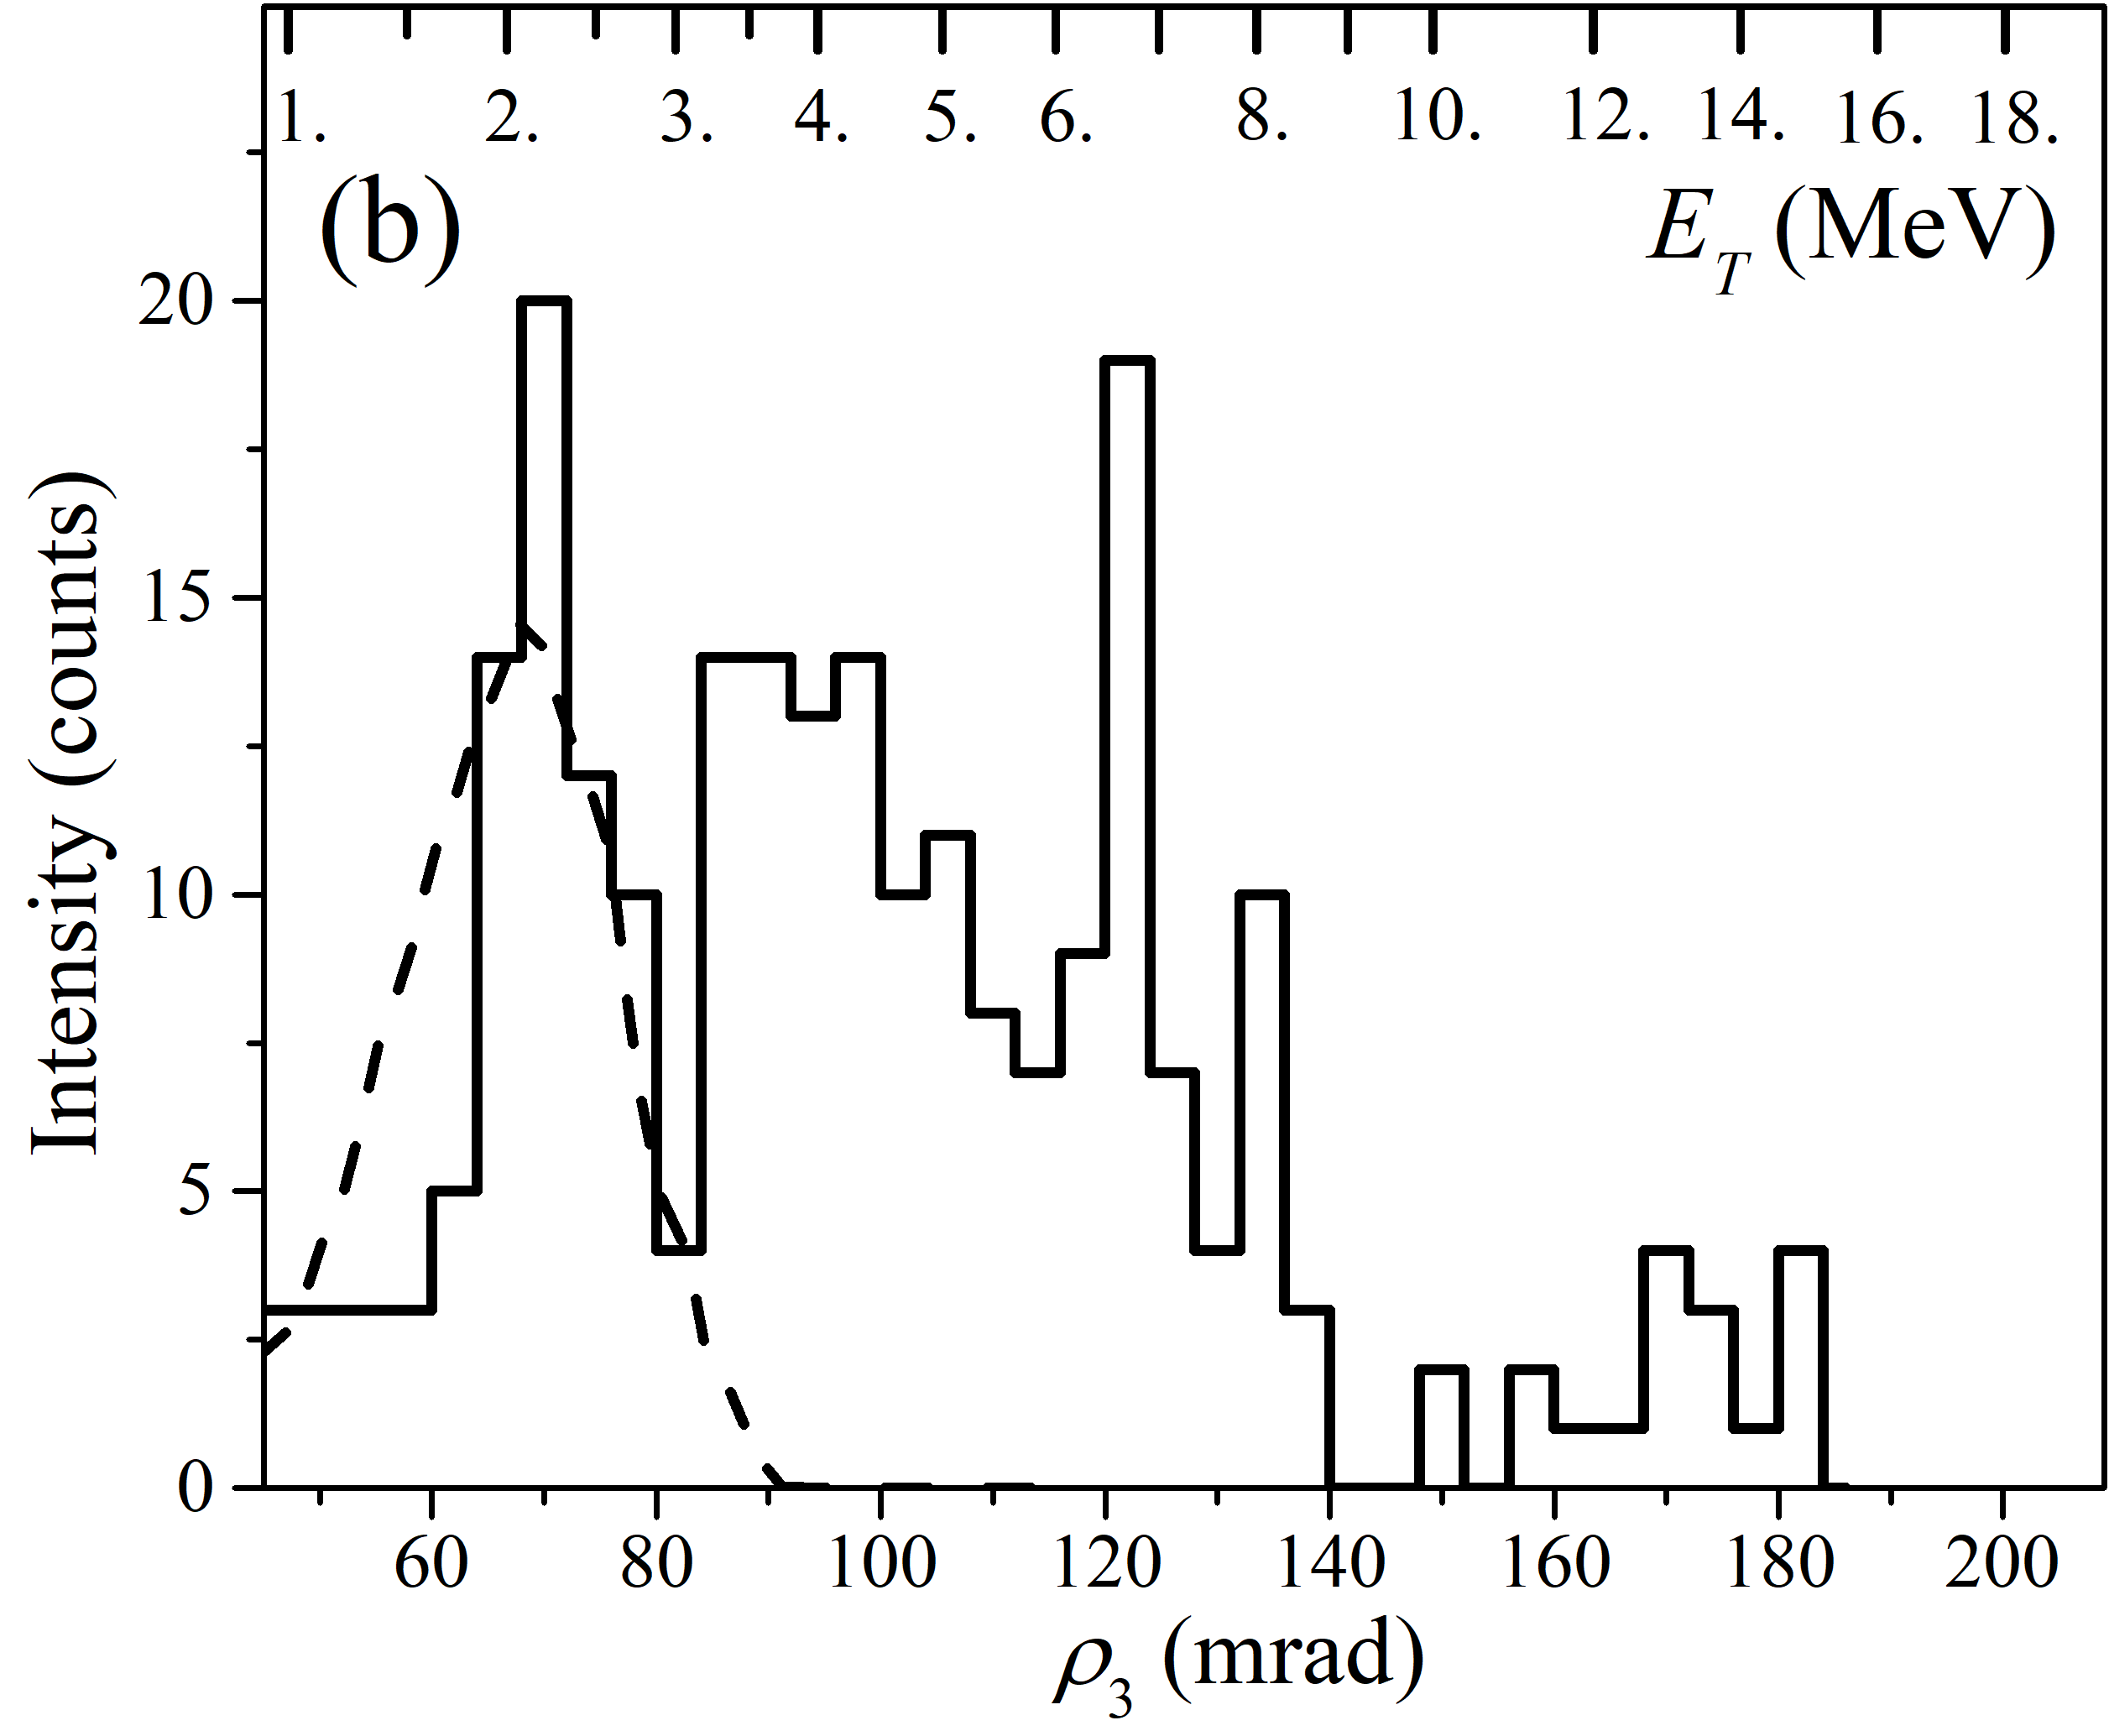 1. 2. 3. 4. 5. 6. 8. 10. 12. 14. 16. 18.
(b)
E_T (MeV)
Intensity (counts)
20
15
10
5
0
60 80 100 120 140 160 180 200
ρ_3 (mrad)